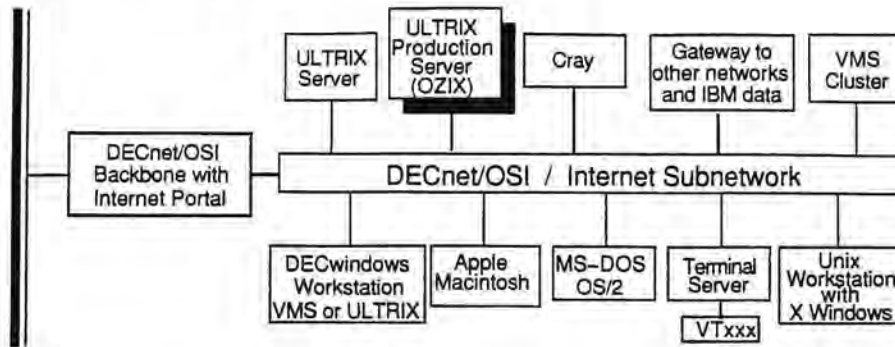 ULTRIX
Server
ULTRIX
Production
Server
(OZIX)
Cray
Gateway to
other networks
and IBM data
VMS
Cluster
DECnet/OSI
Backbone with
Internet Portal
DECnet/OSI / Internet Subnetwork
DECwindows
Workstation
VMS or ULTRIX
Apple
Macintosh
MS-DOS
OS/2
Terminal
Server
VTxxx
Unix
Workstation
with
X Windows